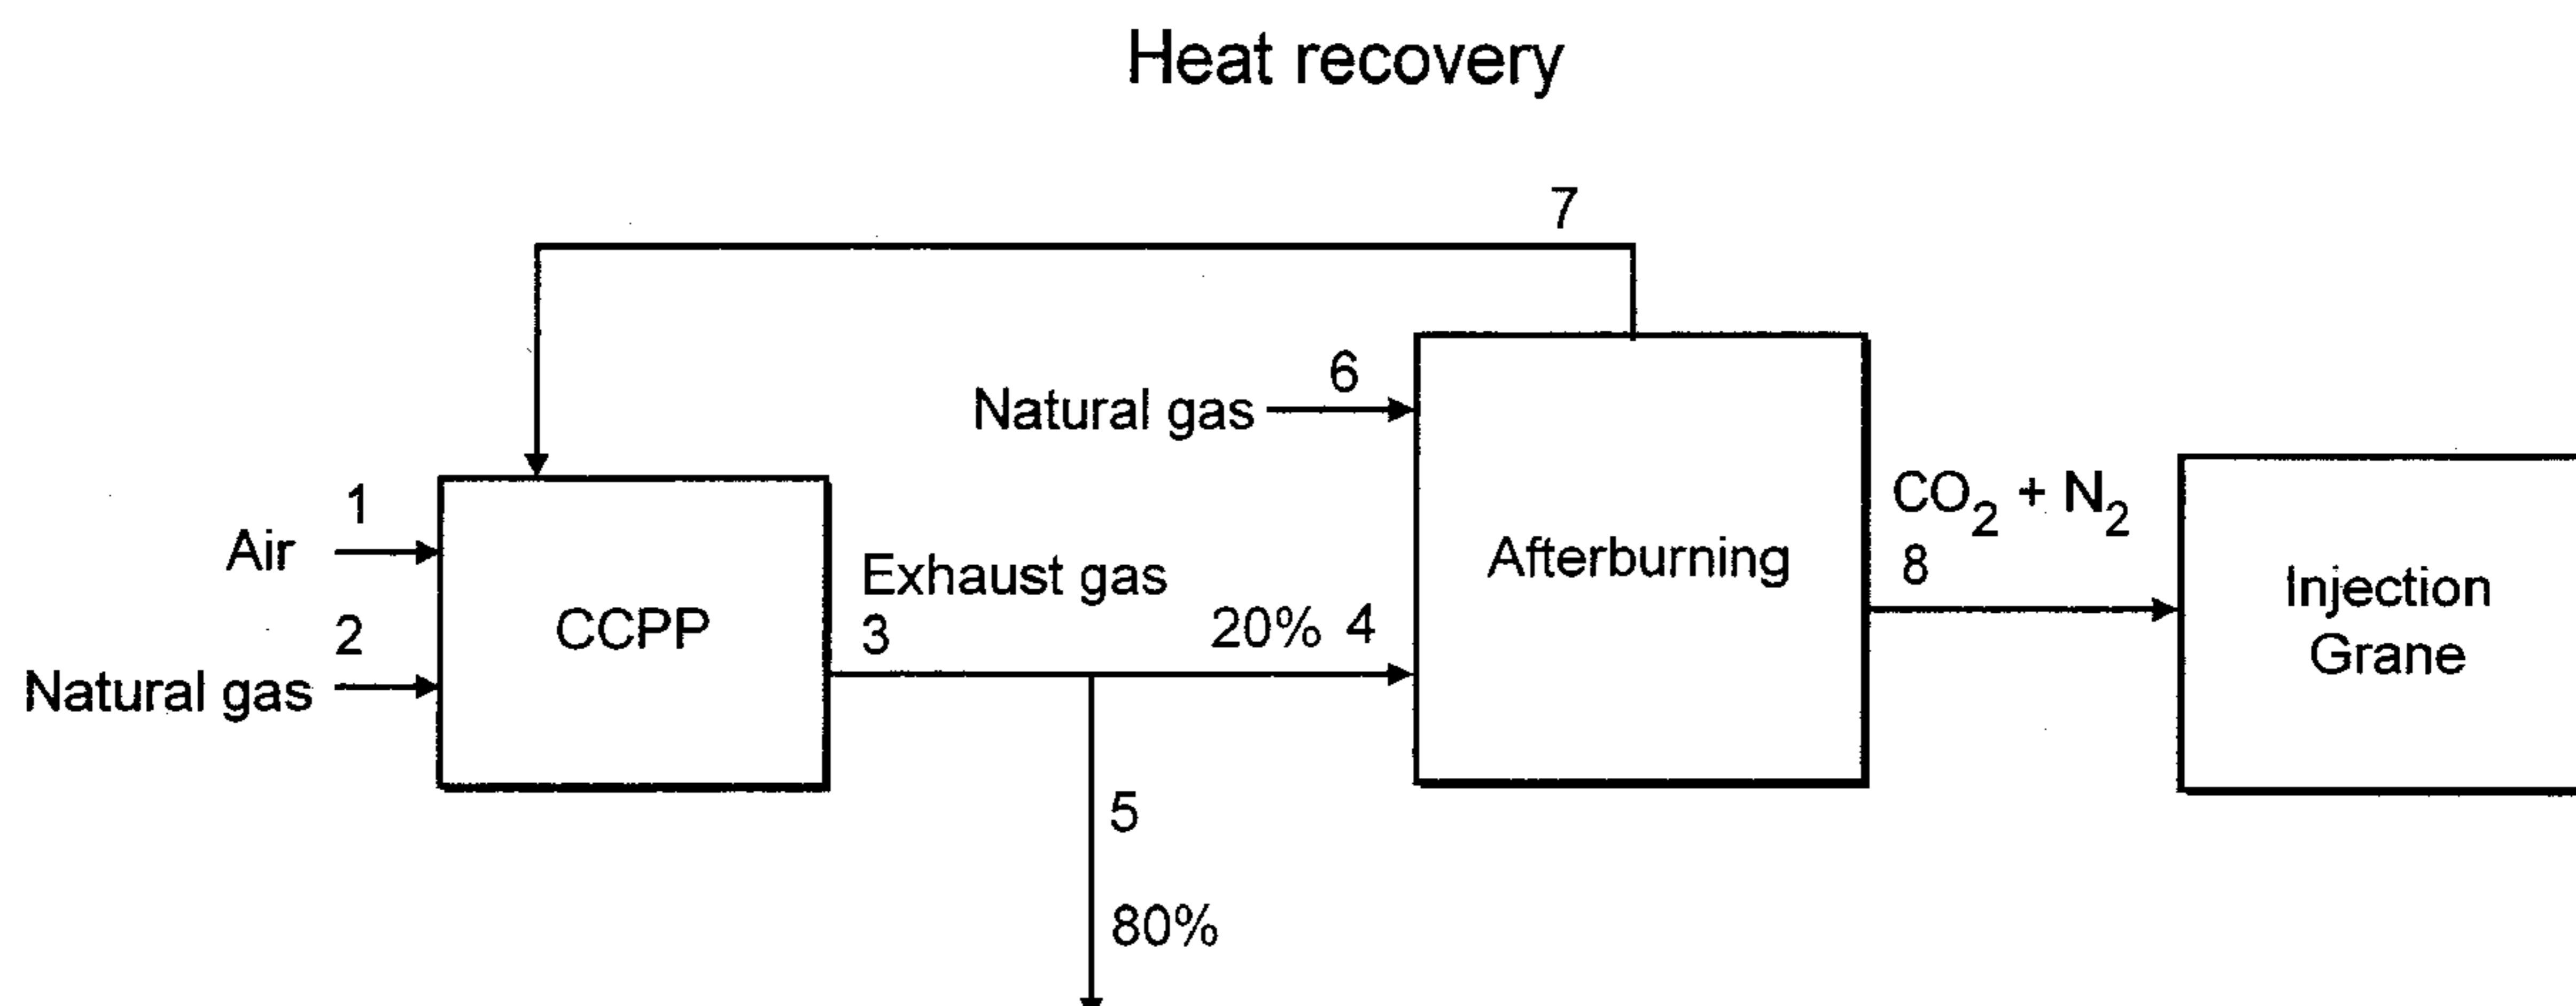 Heat recovery
7
6
Natural gas
1
Air
2
Natural gas
CCPP
Exhaust gas
3
20% 4
5
80%
Afterburning
CO2 + N2
8
Injection
Grane